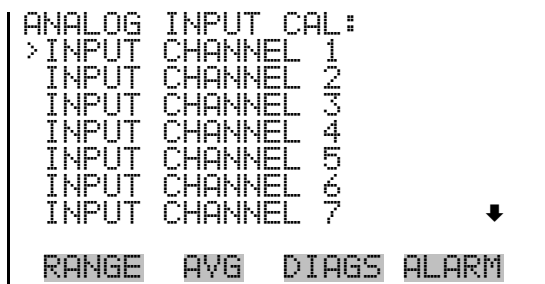 ANALOG INPUT CAL:
>INPUT CHANNEL 1
INPUT CHANNEL 2
INPUT CHANNEL 3
INPUT CHANNEL 4
INPUT CHANNEL 5
INPUT CHANNEL 6
INPUT CHANNEL 7
RANGE AVG DIAGS ALARM